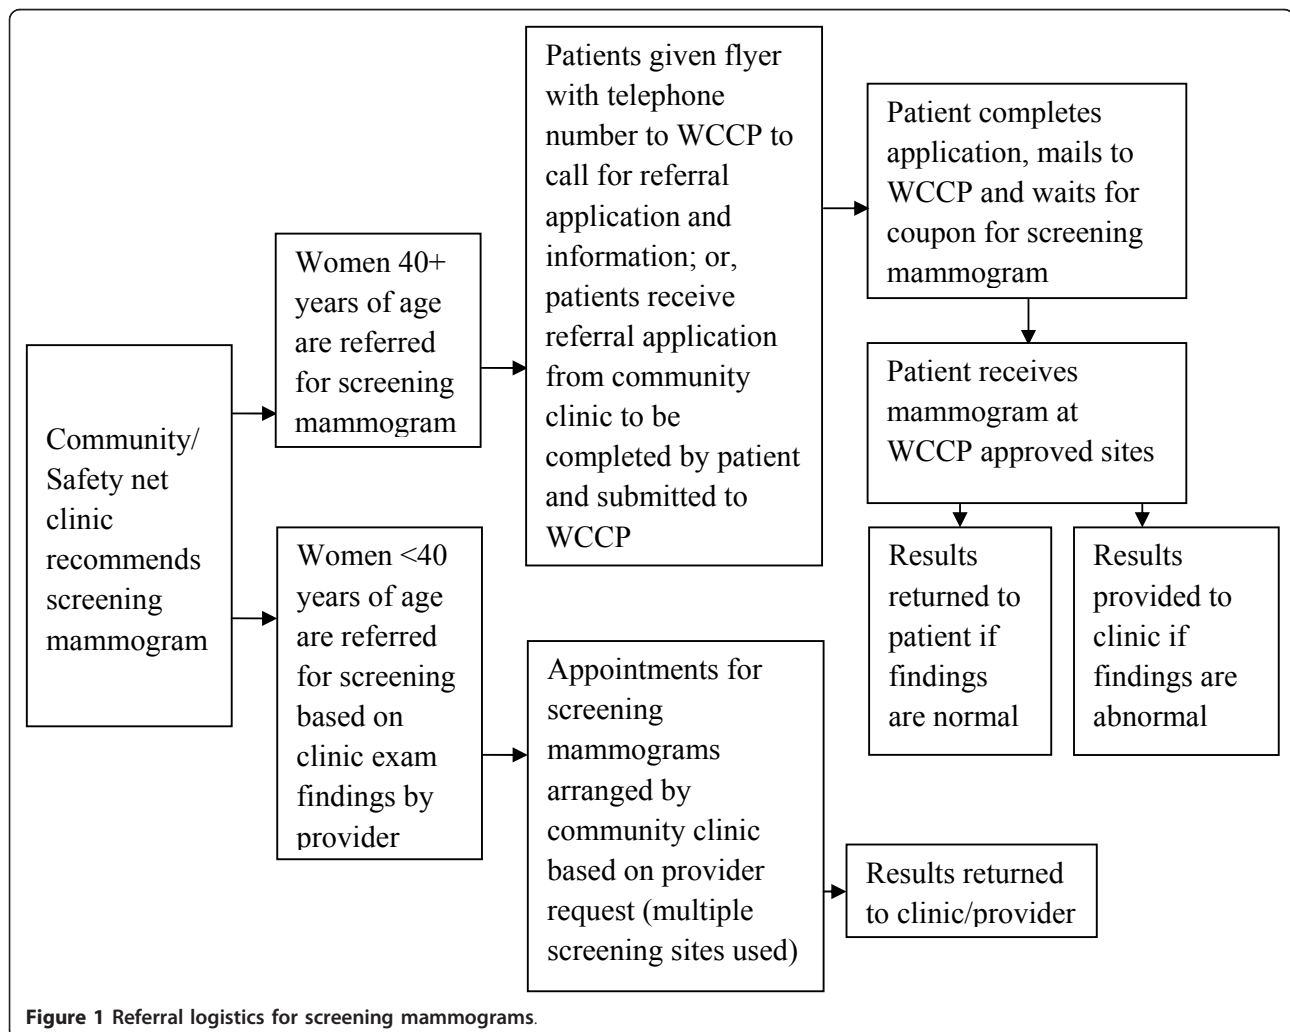 Community/
Safety net
clinic
recommends
screening
mammogram
Women 40+
years of age
are referred
for screening
mammogram
Women <40
years of age
are referred
for screening
based on
clinic exam
findings by
provider
Patients given flyer
with telephone
number to WCCP to
call for referral
application and
information; or,
patients receive
referral application
from community
clinic to be
completed by patient
and submitted to
WCCP
Patient completes
application, mails to
WCCP and waits for
coupon for screening
mammogram
Patient receives
mammogram at
WCCP approved sites
Results
returned to
patient if
findings
are normal
Results
provided to
clinic if
findings are
abnormal
Appointments for
screening
mammograms
arranged by
community clinic
based on provider
request (multiple
screening sites used)
Results returned
to clinic/provider
Figure 1 Referral logistics for screening mammograms.